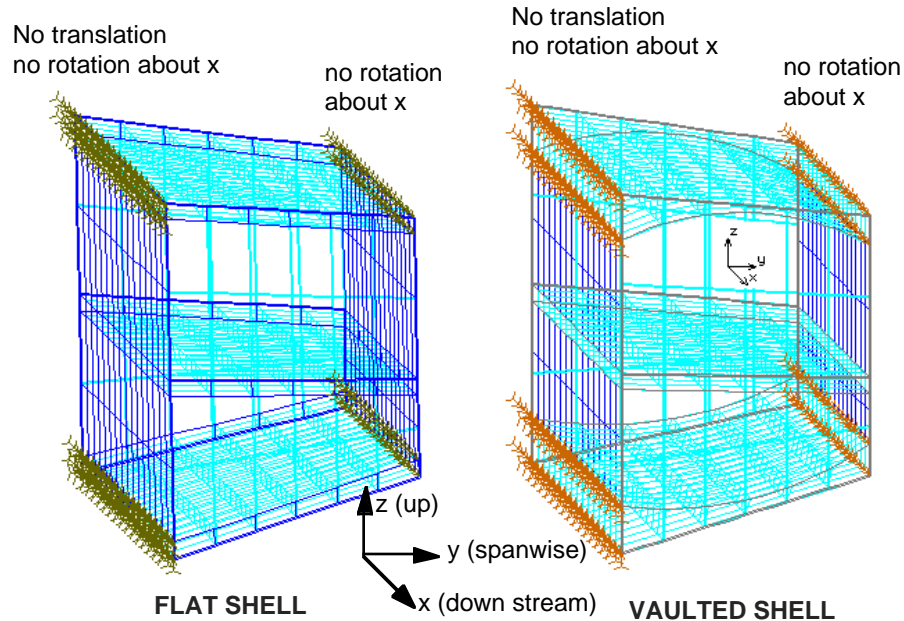 No translation
no rotation about x
no rotation
about x
No translation
no rotation about x
no rotation
about x
z
y
x
z (up)
y (spanwise)
x (down stream)
FLAT SHELL
VAULTED SHELL